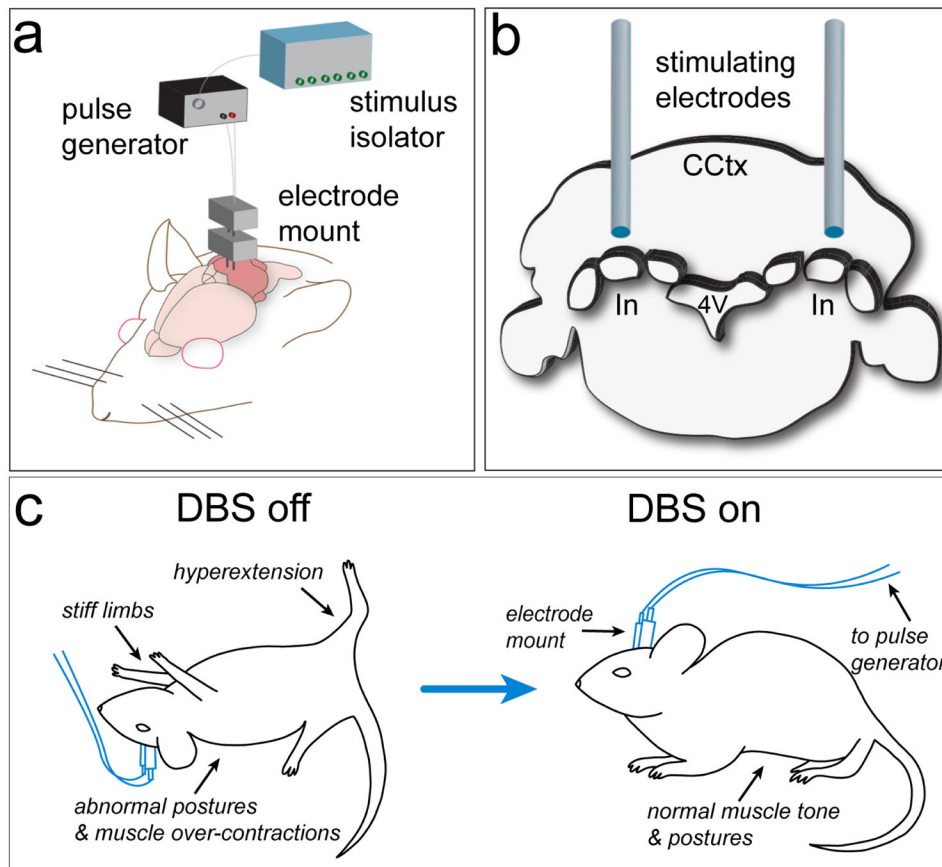 a
pulse
generator
stimulus
isolator
electrode
mount
b
stimulating
electrodes
CCtx
In
4V
In
c
DBS off
DBS on
hyperextension
stiff limbs
abnormal postures
& muscle over-contractions
electrode
mount
to pulse
generator
normal muscle tone
& postures